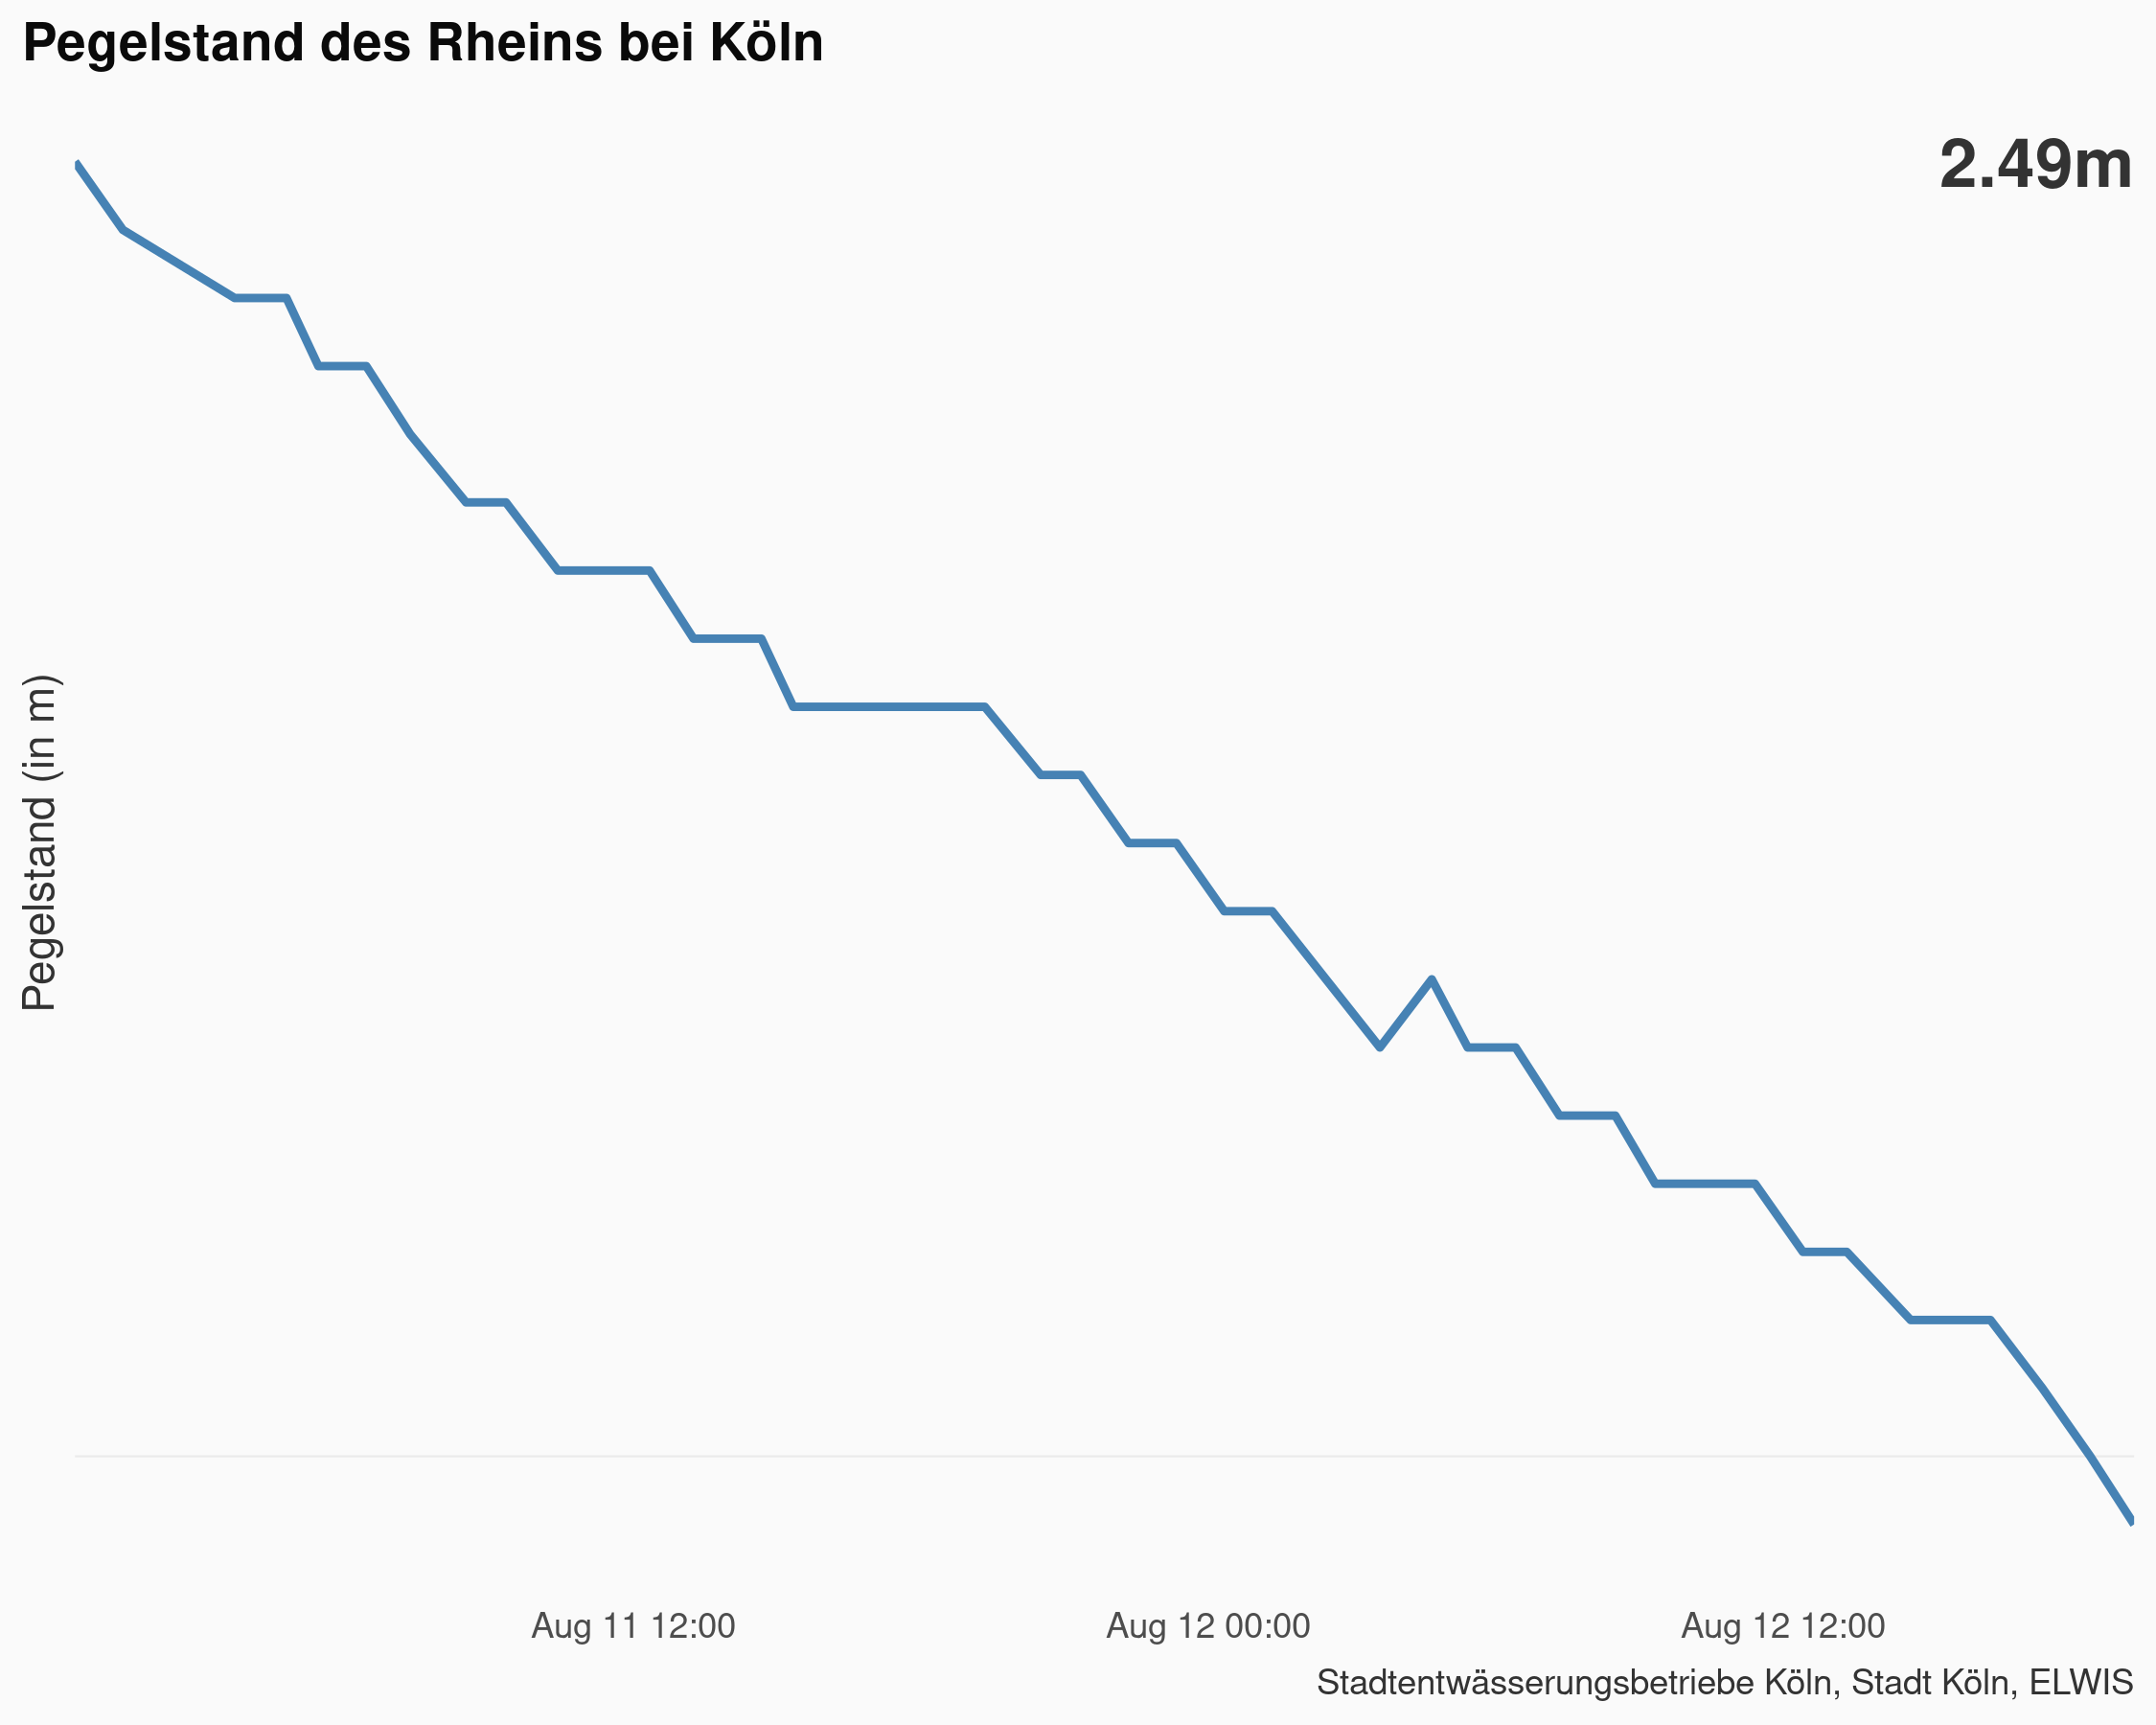 Pegelstand des Rheins bei Köln
2.49m
Pegelstand (in m)
Aug 11 12:00
Aug 12 00:00
Aug 12 12:00
Stadtentwässerungsbetriebe Köln, Stadt Köln, ELWIS